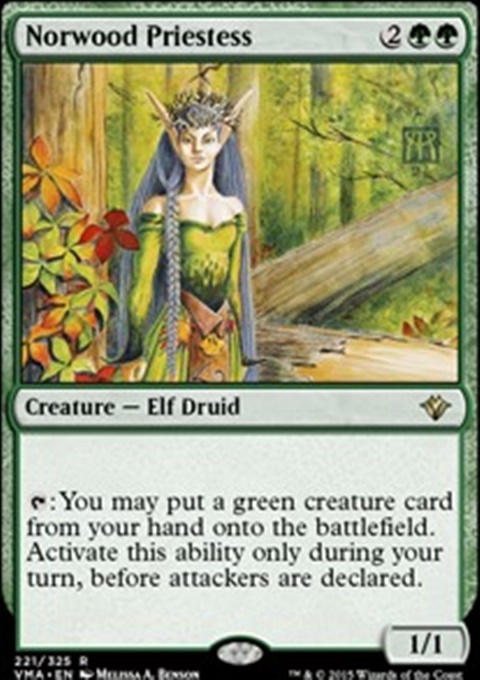 Norwood Priestess 2
Creature — Elf Druid
: You may put a green creature card
from your hand onto the battlefield.
Activate this ability only during your
turn, before attackers are declared.
1/1
221/325 R
VMA • EN Melissa A. Benson
™ & © 2015 Wizards of the Coast